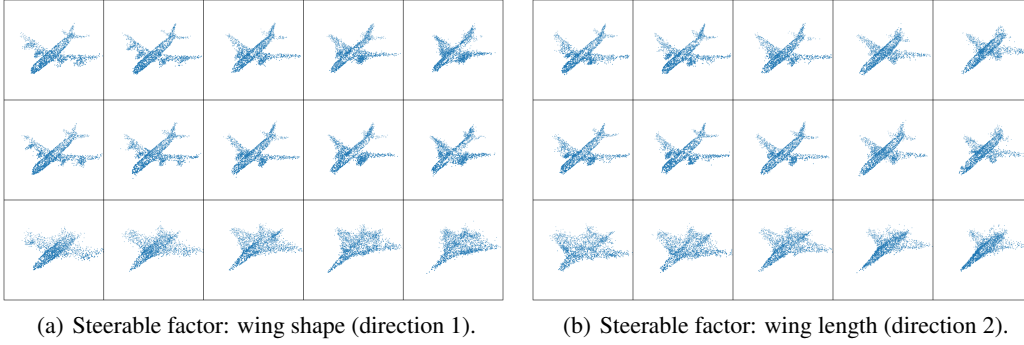 (a) Steerable factor: wing shape (direction 1).
(b) Steerable factor: wing length (direction 2).